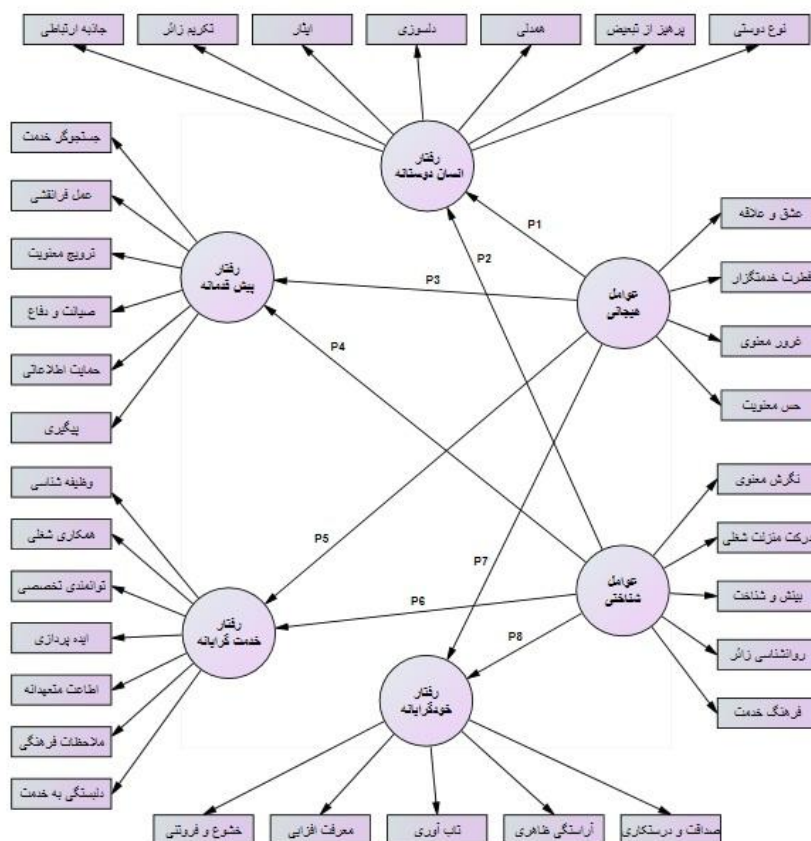 نوع دوستی
پرهیز از تبعیض
همدلی
دلسوزی
ایثار
تکریم زائر
جاذبه ارتباطی
رفتار
انسان دوستانه
جستجوگر خدمت
عمل فرانقشی
ترویج معنویت
صیانت و دفاع
حمایت اطلاعاتی
پیگیری
رفتار
پیش قدمانه
عشق و علاقه
فطرت خدمتگزار
غرور معنوی
حس معنویت
عوامل
هیجانی
P1
P2
P3
P4
P5
P6
P7
P8
نگرش معنوی
درکت منزلت شغلی
بینش و شناخت
روانشناسی زائر
فرهنگ خدمت
عوامل
شناختی
وظیفه شناسی
همکاری شغلی
توانمندی تخصصی
ایده پردازی
اطاعت متعهدانه
ملاحظات فرهنگی
دلبستگی به خدمت
رفتار
خدمت گرایانه
رفتار
خودگرایانه
صداقت و درستکاری
آراستگی ظاهری
تاب آوری
معرفت افزایی
خشوع و فروتنی